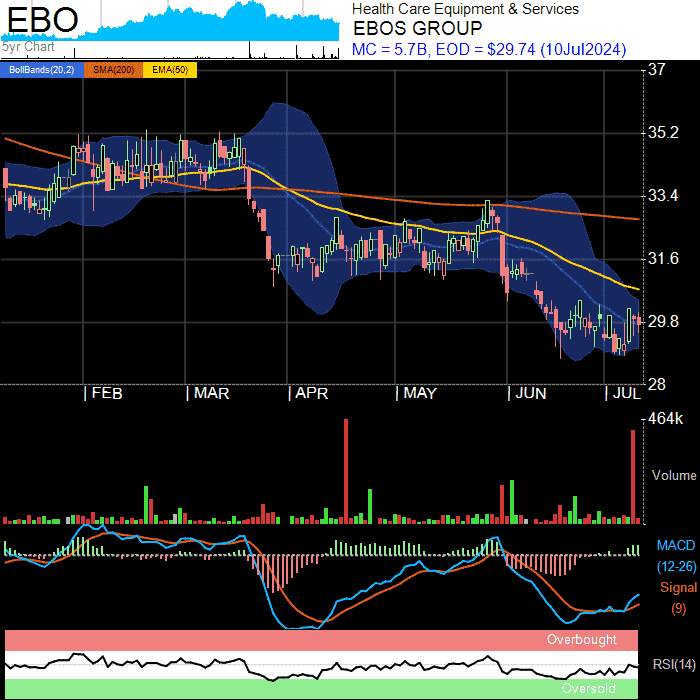 EBO
5yr Chart
Health Care Equipment & Services
EBOS GROUP
MC = 5.7B, EOD = $29.74 (10Jul2024)
BollBands(20,2) SMA(200) EMA(50)
37
35.2
33.4
31.6
29.8
28
FEB MAR APR MAY JUN JUL
464k
Volume
MACD
(12-26)
Signal
(9)
Overbought
RSI(14)
Oversold